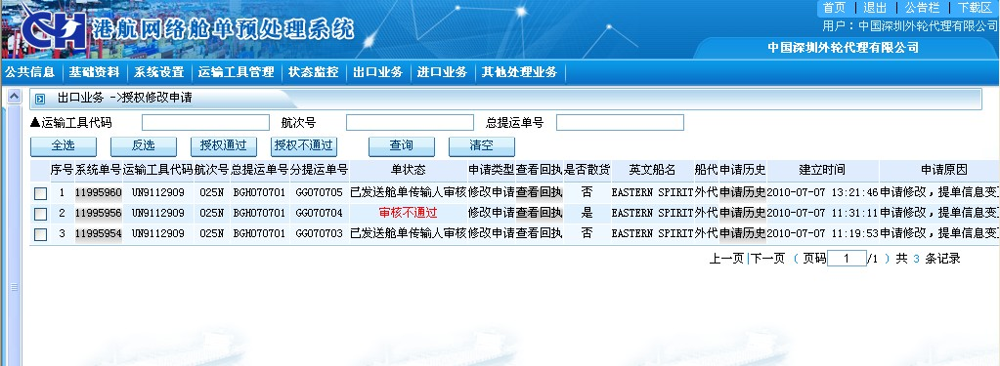 首页 | 退出 | 公告栏 | 下载区
CH 港航网络舱单预处理系统
用户：中国深圳外轮代理有限公司
中国深圳外轮代理有限公司
公共信息 基础资料 系统设置 运输工具管理 状态监控 出口业务 进口业务 其他处理业务
出口业务 ->授权修改申请
▲运输工具代码 航次号 总提运单号
全选 反选 授权通过 授权不通过 查询 清空
序号 系统单号 运输工具代码 航次号 总提运单号 分提运单号 单状态 申请类型 查看回执 是否散货 英文船名 船代 申请历史 建立时间 申请原因
1 11995960 UN9112909 025N BGH070701 GG070705 已发送舱单传输人审核 修改申请 查看回执 否 EASTERN SPIRIT 外代 申请历史 2010-07-07 13:21:46 申请修改，提单信息变
2 11995956 UN9112909 025N BGH070701 GG070704 审核不通过 修改申请 查看回执 是 EASTERN SPIRIT 外代 申请历史 2010-07-07 11:31:11 申请修改，提单信息变
3 11995954 UN9112909 025N BGH070701 GG070703 已发送舱单传输人审核 修改申请 查看回执 否 EASTERN SPIRIT 外代 申请历史 2010-07-07 11:19:53 申请修改，提单信息变
上一页|下一页 ( 页码 1 /1 ) 共 3 条记录